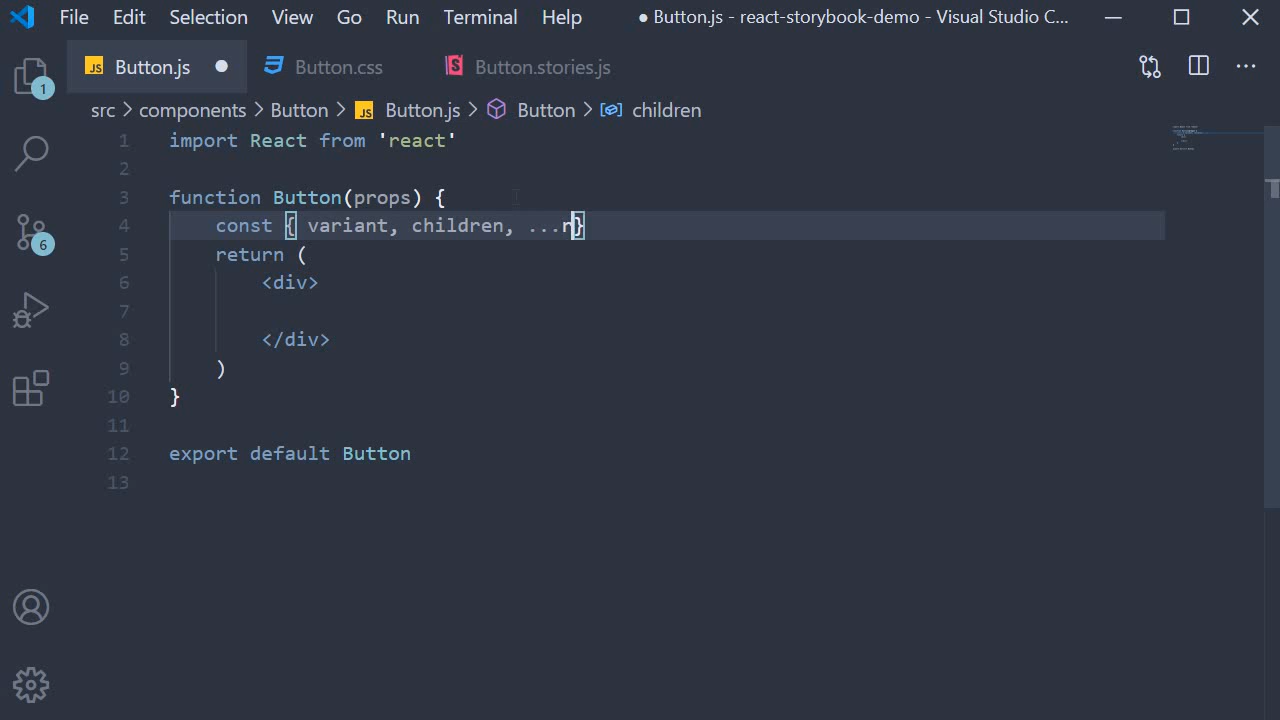 File Edit Selection View Go Run Terminal Help ● Button.js - react-storybook-demo - Visual Studio C...
JS Button.js ● Button.css Button.stories.js
src > components > Button > JS Button.js > Button > children
1 import React from 'react'
2
3 function Button(props) {
4 const { variant, children, ...r}
5 return (
6 <div>
7
8 </div>
9 )
10 }
11
12 export default Button
13
1
6